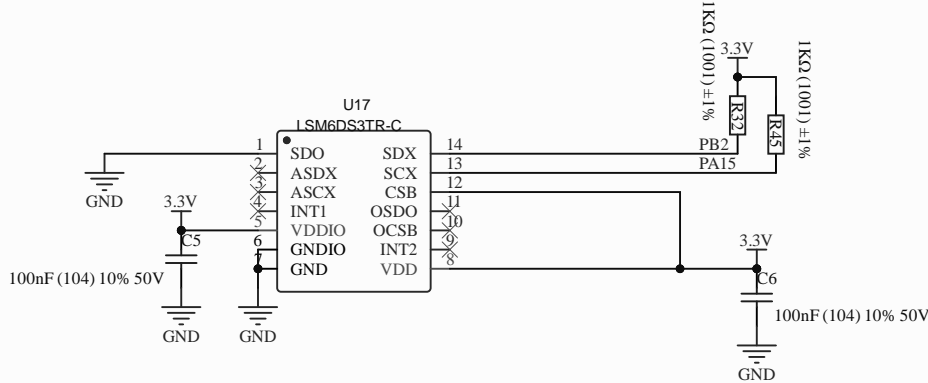 1KΩ (1001) ±1%
3.3V
1KΩ (1001) ±1%
R32
R45
U17
LSM6DS3TR-C
1 SDO SDX 14 PB2
2 ASDX SCX 13 PA15
3 ASCX CSB 12
4 INT1 OSDO 11
5 VDDIO OCSB 10
6 GNDIO INT2 9
7 GND VDD 8
GND
3.3V
C5
100nF (104) 10% 50V
GND
GND
3.3V
C6
100nF (104) 10% 50V
GND